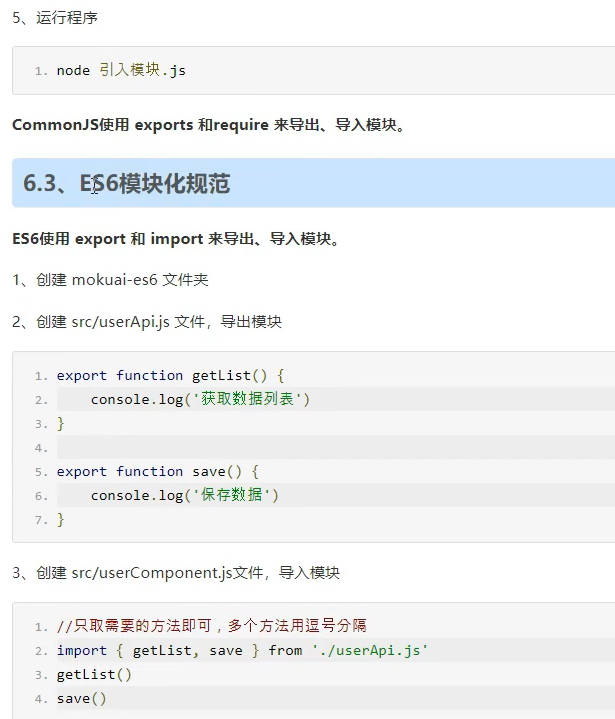 5、运行程序
1. node 引入模块.js
CommonJS使用 exports 和require 来导出、导入模块。
6.3、ES6模块化规范
ES6使用 export 和 import 来导出、导入模块。
1、创建 mokuai-es6 文件夹
2、创建 src/userApi.js 文件，导出模块
1. export function getList() {
2. console.log('获取数据列表')
3. }
4.
5. export function save() {
6. console.log('保存数据')
7. }
3、创建 src/userComponent.js文件，导入模块
1. //只取需要的方法即可，多个方法用逗号分隔
2. import { getList, save } from './userApi.js'
3. getList()
4. save()